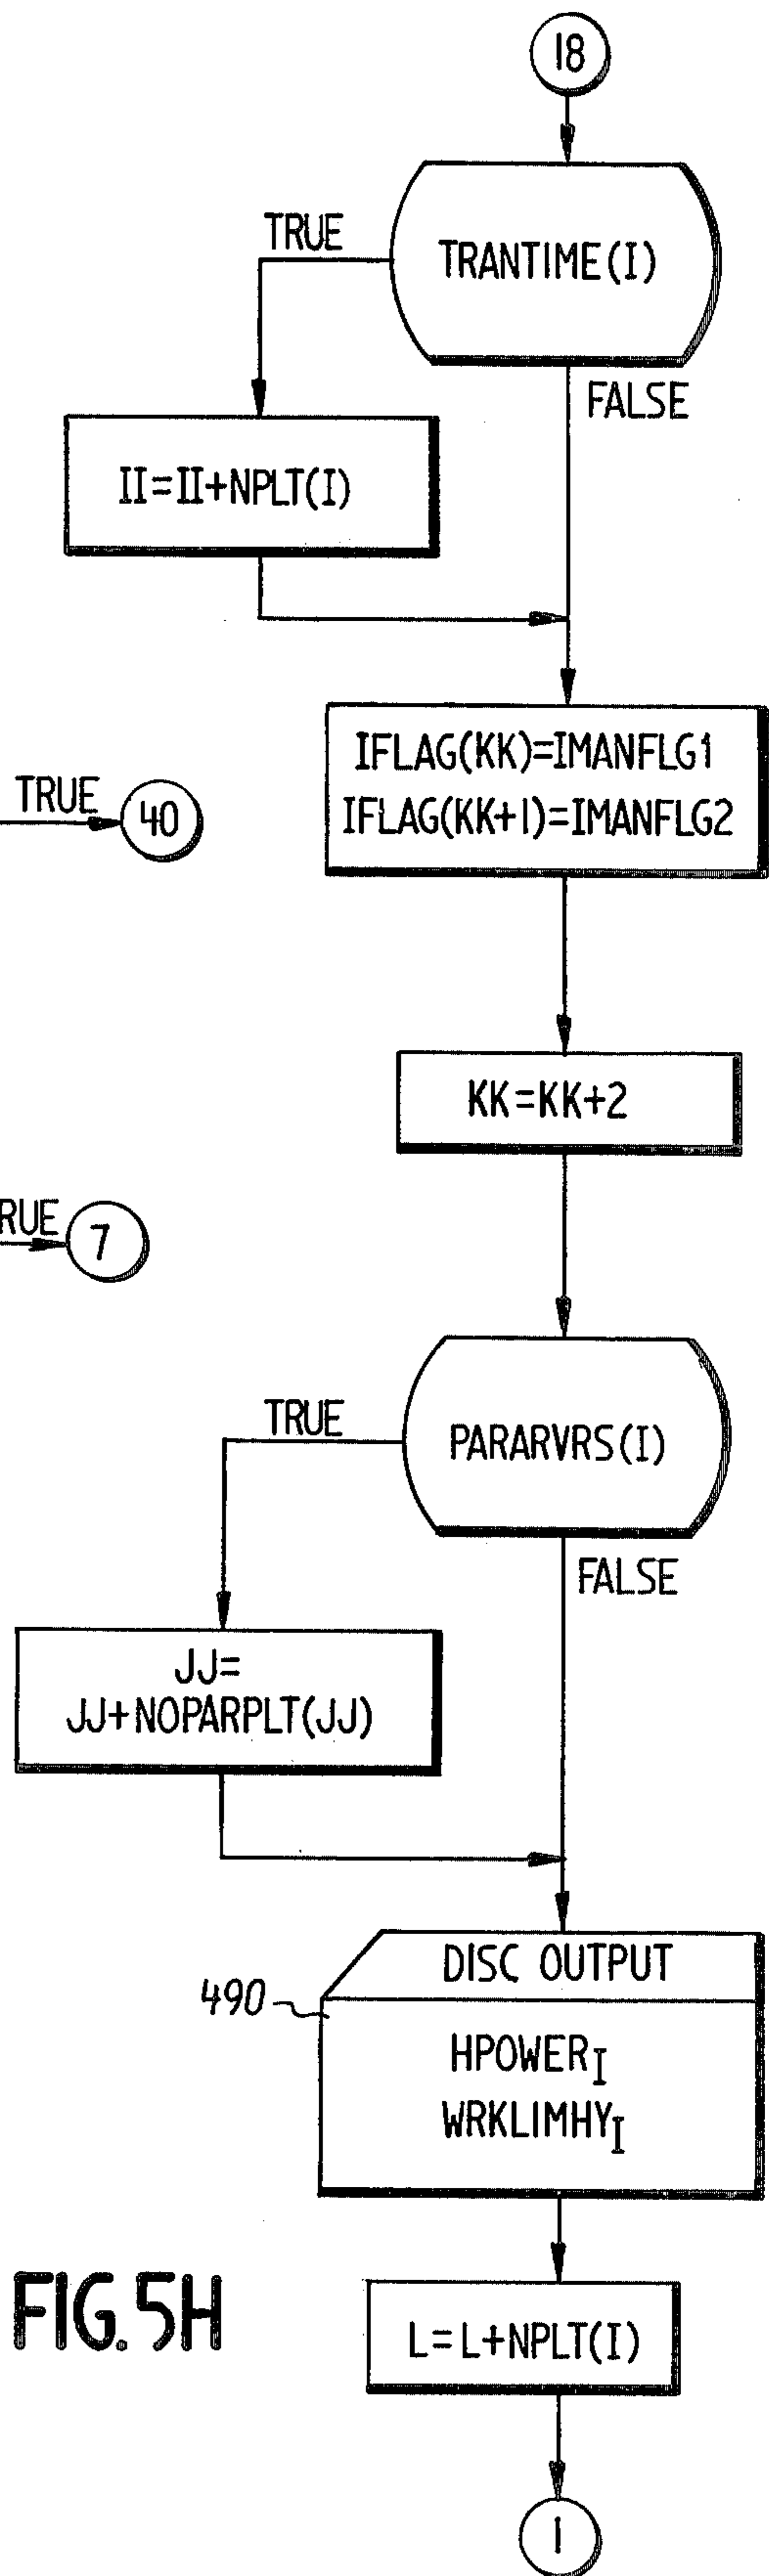 18
TRUE
TRANTIME(I)
FALSE
II=II+NPLT(I)
IFLAG(KK)=IMANFLG1
IFLAG(KK+1)=IMANFLG2
TRUE
40
KK=KK+2
RUE
7
TRUE
PARARVRS(I)
FALSE
JJ=
JJ+NOPARPLT(JJ)
DISC OUTPUT
490
HPOWER_I
WRKLIMHY_I
FIG. 5H
L=L+NPLT(I)
1